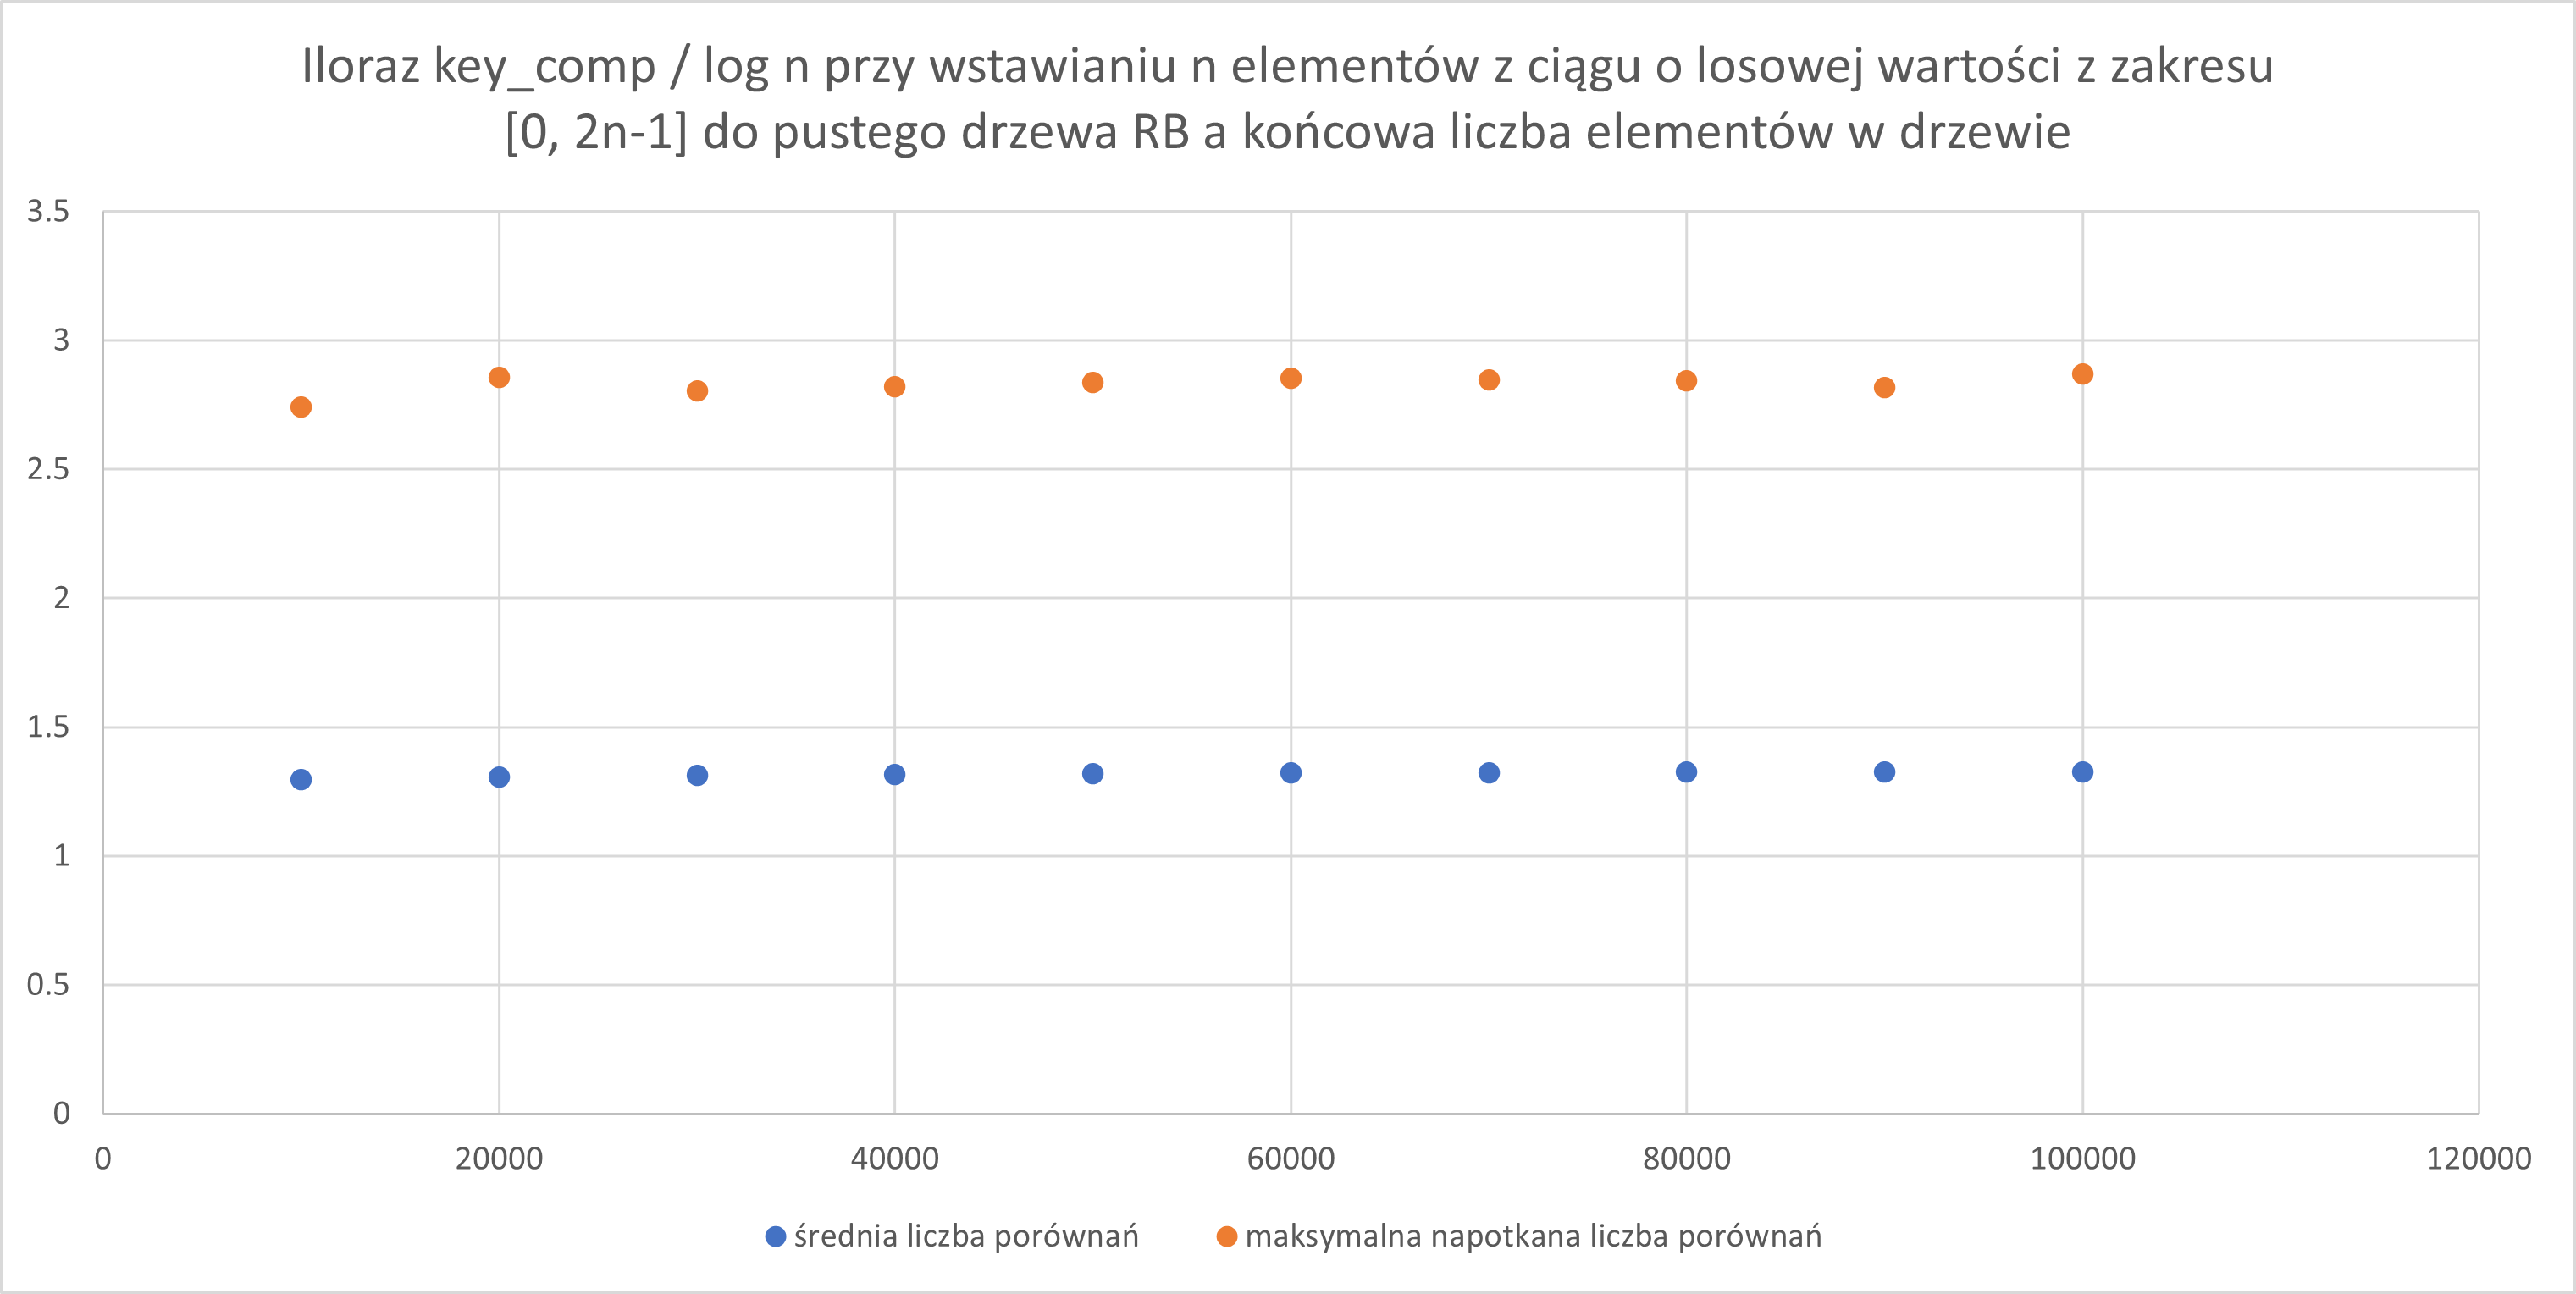 Iloraz key_comp / log n przy wstawianiu n elementów z ciągu o losowej wartości z zakresu
[0, 2n-1] do pustego drzewa RB a końcowa liczba elementów w drzewie
3.5
3
2.5
2
1.5
1
0.5
0
0 20000 40000 60000 80000 100000 120000
średnia liczba porównań maksymalna napotkana liczba porównań